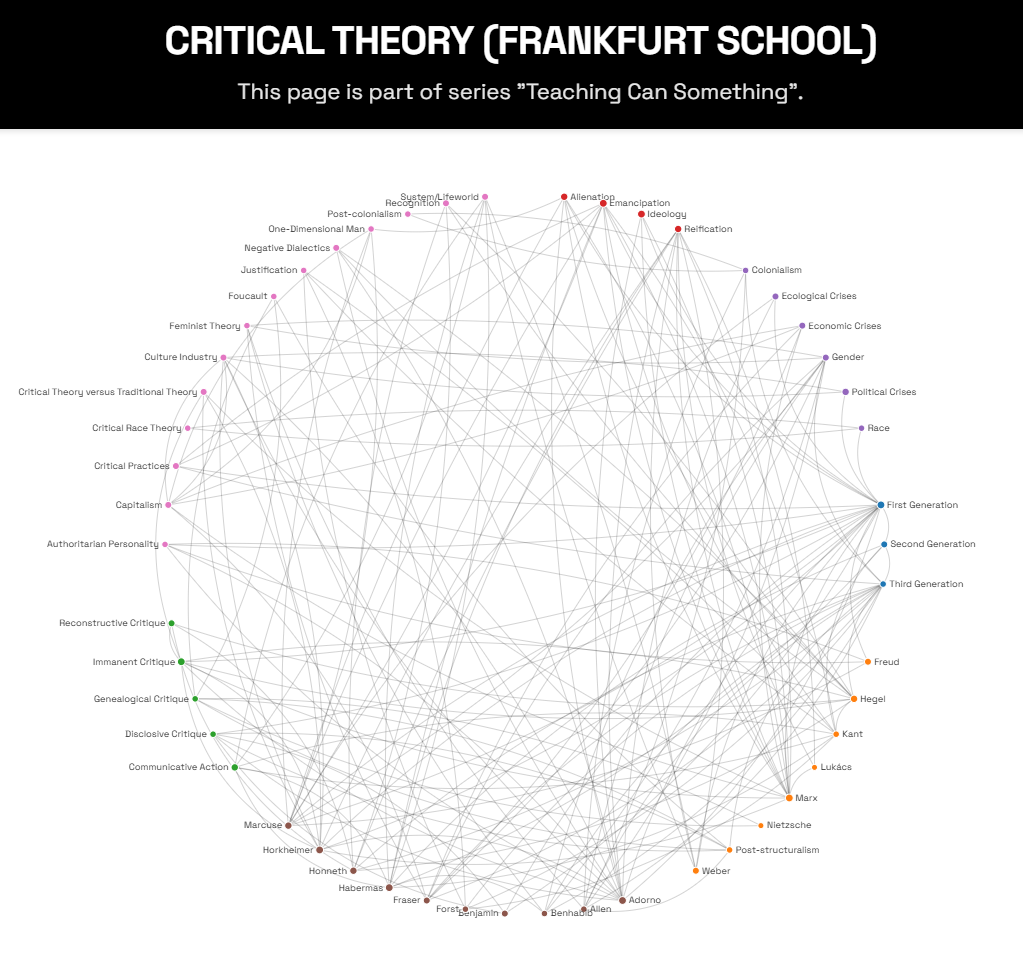 CRITICAL THEORY (FRANKFURT SCHOOL)
This page is part of series ”Teaching Can Something”.
System/Lifeworld
Alienation
Recognition
Emancipation
Post-colonialism
Ideology
One-Dimensional Man
Reification
Negative Dialectics
Justification
Colonialism
Foucault
Ecological Crises
Feminist Theory
Economic Crises
Culture Industry
Gender
Critical Theory versus Traditional Theory
Political Crises
Critical Race Theory
Race
Critical Practices
Capitalism
First Generation
Authoritarian Personality
Second Generation
Third Generation
Reconstructive Critique
Immanent Critique
Freud
Genealogical Critique
Hegel
Disclosive Critique
Kant
Communicative Action
Lukács
Marx
Marcuse
Nietzsche
Horkheimer
Post-structuralism
Honneth
Weber
Habermas
Fraser
Adorno
Forst
Allen
Benjamin
Benhabib